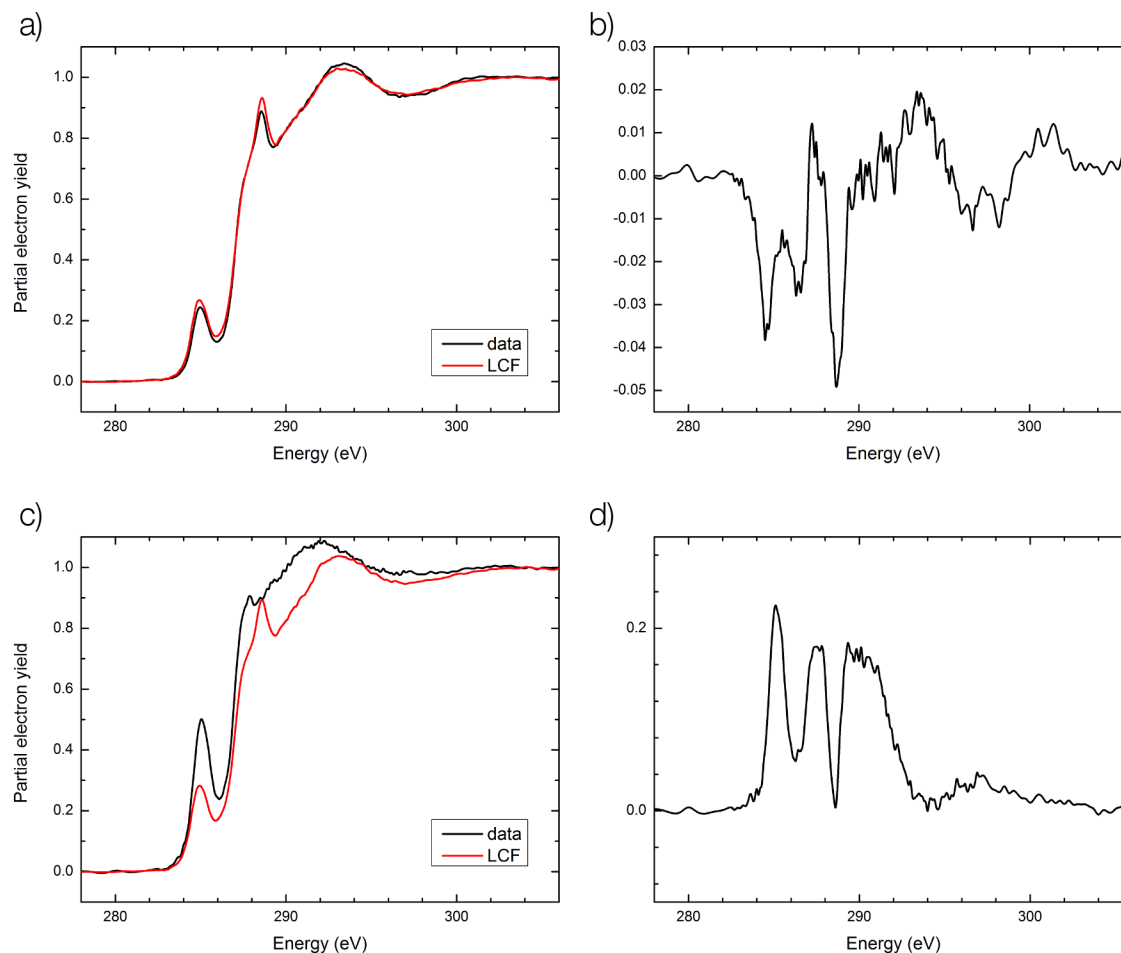 a)
Partial electron yield
1.0
0.8
0.6
0.4
0.2
0.0
280
290
300
Energy (eV)
data
LCF
b)
0.03
0.02
0.01
0.00
-0.01
-0.02
-0.03
-0.04
-0.05
280
290
300
Energy (eV)
c)
Partial electron yield
1.0
0.8
0.6
0.4
0.2
0.0
280
290
300
Energy (eV)
data
LCF
d)
0.2
0.0
280
290
300
Energy (eV)